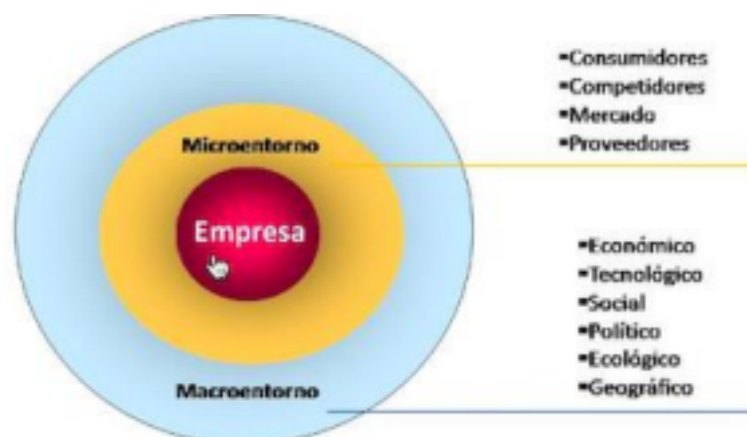 ▪Consumidores
▪Competidores
▪Mercado
▪Proveedores
Microentorno
Empresa
▪Económico
▪Tecnológico
▪Social
▪Político
▪Ecológico
▪Geográfico
Macroentorno